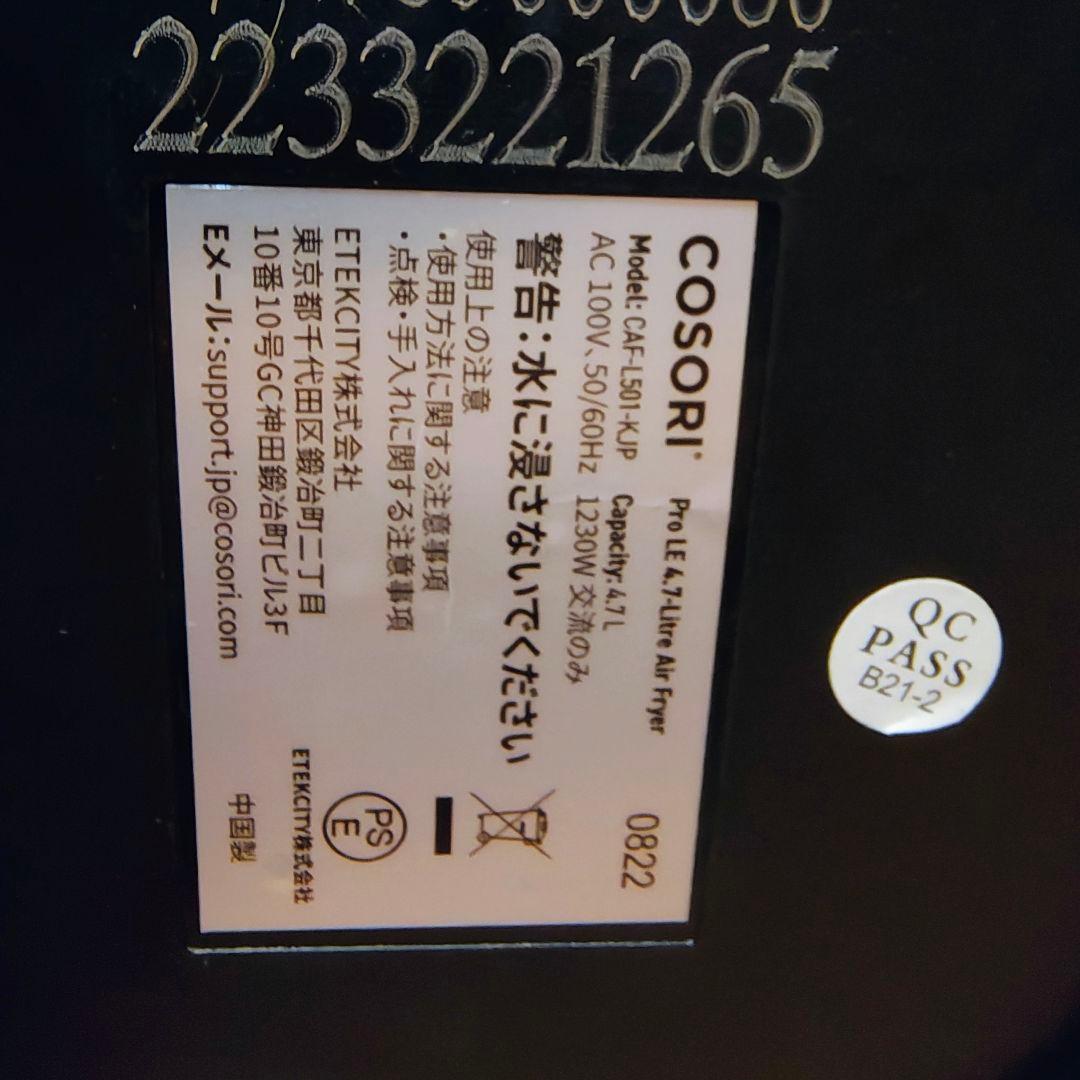 2233221265
COSORI® Pro LE 4.7-Litre Air Fryer
Model: CAF-L501-KJP Capacity: 4.7 L 0822
AC 100V、50/60Hz 1230W 交流のみ
警告：水に浸さないでください
使用上の注意
・使用方法に関する注意事項
・点検・手入れに関する注意事項
ETEKCITY株式会社
東京都千代田区鍛冶町二丁目
10番10号GC神田鍛冶町ビル3F
Eメール:support.jp@cosori.com
PS
E
ETEKCITY株式会社
中国製
QC
PASS
B21-2